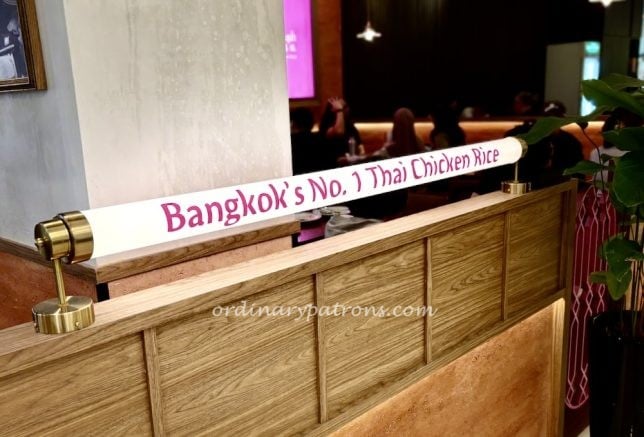 Bangkok's No. 1 Thai Chicken Rice
ordinarypatrons.com